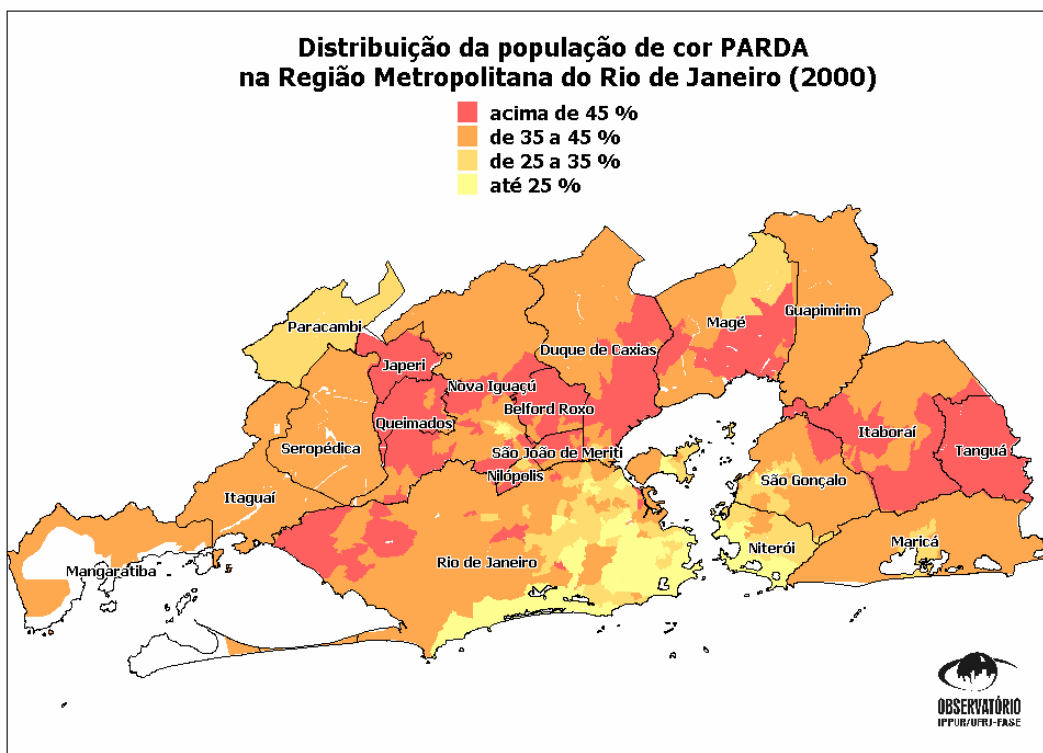 Distribuição da população de cor PARDA
na Região Metropolitana do Rio de Janeiro (2000)
acima de 45 %
de 35 a 45 %
de 25 a 35 %
até 25 %
Paracambi
Japeri
Duque de Caxias
Magé
Guapimirim
Nova Iguaçú
Belford Roxo
Queimados
Seropédica
São João de Meriti
Nilópolis
Itaboraí
Tanguá
São Gonçalo
Itaguaí
Niterói
Maricá
Rio de Janeiro
Mangaratiba
OBSERVATÓRIO
IPPUR/UFRJ-FASE